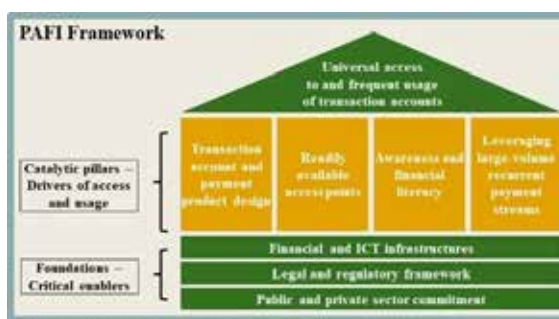 PAFI Framework
Universal access
to and frequent usage
of transaction accounts
Catalytic pillars –
Drivers of access
and usage
Transaction
account and
payment
product design
Readily
available
access points
Awareness and
financial
literacy
Leveraging
large-volume
recurrent
payment
streams
Foundations –
Critical enablers
Financial and ICT infrastructures
Legal and regulatory framework
Public and private sector commitment